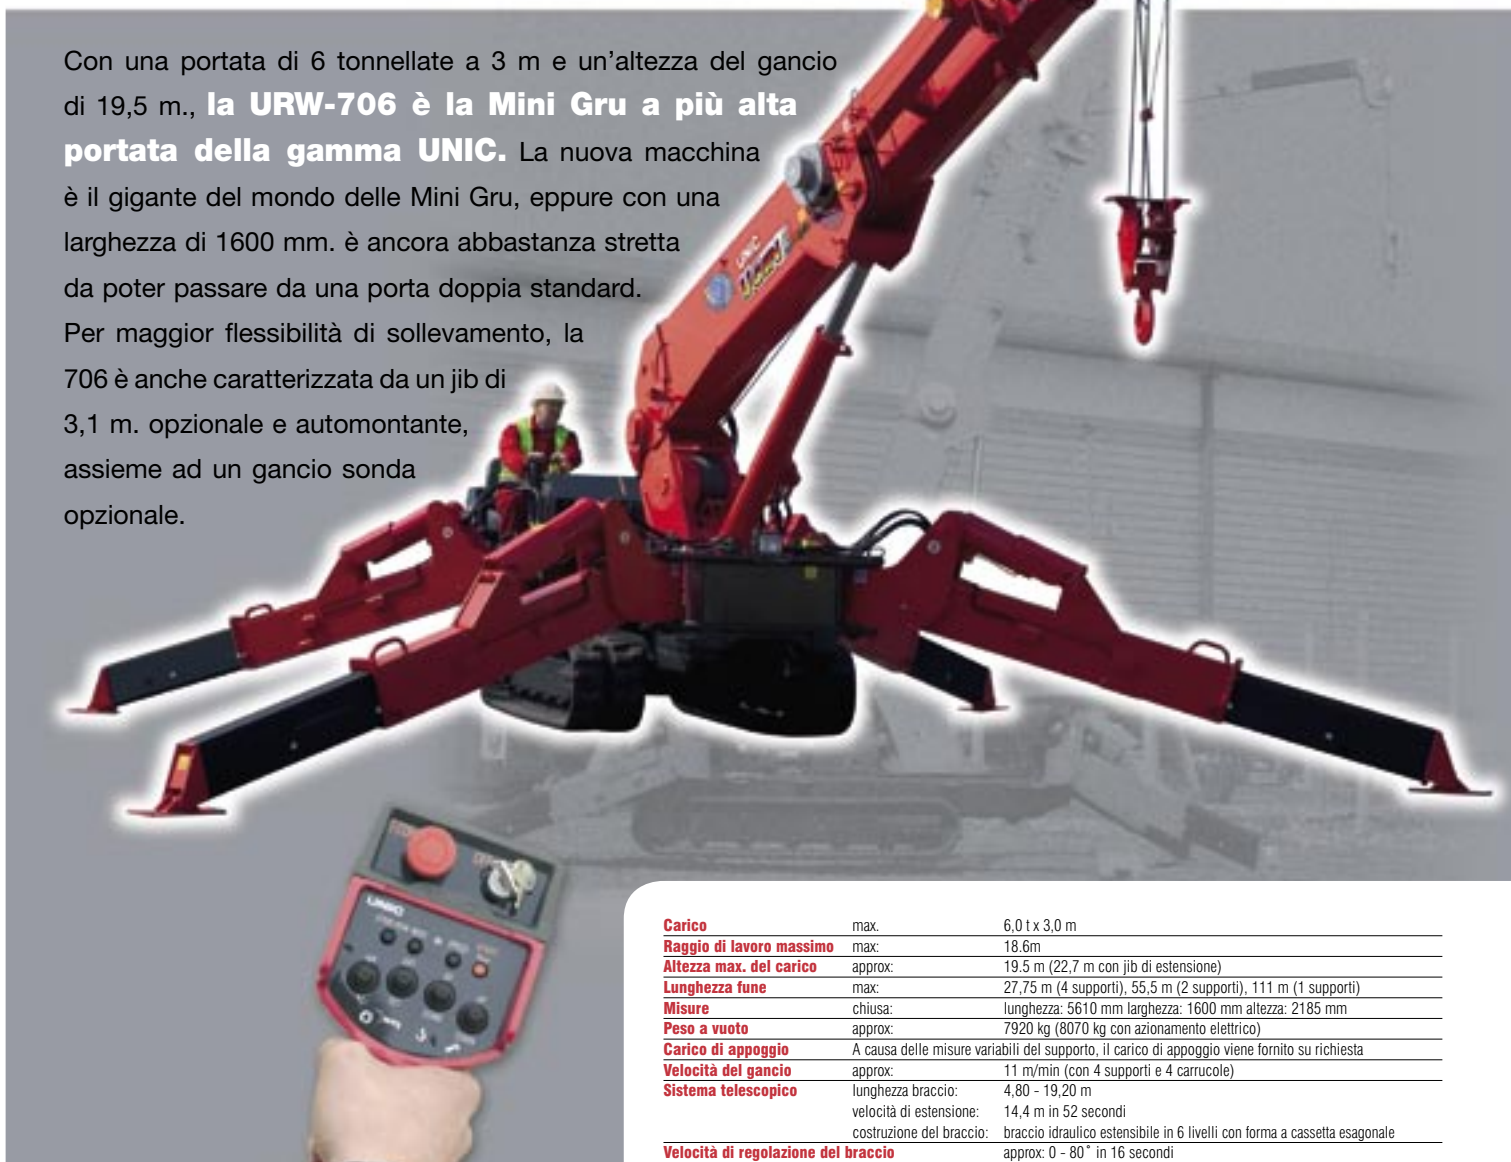 Con una portata di 6 tonnellate a 3 m e un'altezza del gancio
di 19,5 m., la URW-706 è la Mini Gru a più alta
portata della gamma UNIC. La nuova macchina
è il gigante del mondo delle Mini Gru, eppure con una
larghezza di 1600 mm. è ancora abbastanza stretta
da poter passare da una porta doppia standard.
Per maggior flessibilità di sollevamento, la
706 è anche caratterizzata da un jib di
3,1 m. opzionale e automontante,
assieme ad un gancio sonda
opzionale.
UNIC
UNIC
Carico max. 6,0 t x 3,0 m
Raggio di lavoro massimo max: 18.6m
Altezza max. del carico approx: 19.5 m (22,7 m con jib di estensione)
Lunghezza fune max: 27,75 m (4 supporti), 55,5 m (2 supporti), 111 m (1 supporti)
Misure chiusa: lunghezza: 5610 mm larghezza: 1600 mm altezza: 2185 mm
Peso a vuoto approx: 7920 kg (8070 kg con azionamento elettrico)
Carico di appoggio A causa delle misure variabili del supporto, il carico di appoggio viene fornito su richiesta
Velocità del gancio approx: 11 m/min (con 4 supporti e 4 carrucole)
Sistema telescopico lunghezza braccio: 4,80 - 19,20 m
velocità di estensione: 14,4 m in 52 secondi
costruzione del braccio: braccio idraulico estensibile in 6 livelli con forma a cassetta esagonale
Velocità di regolazione del braccio approx: 0 - 80˚ in 16 secondi